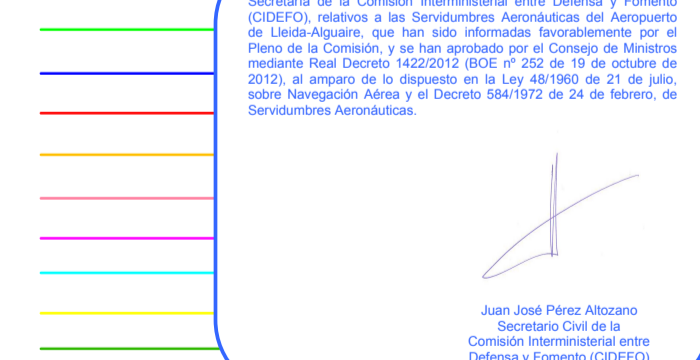 Secretaría de la Comisión Interministerial entre Defensa y Fomento
(CIDEFO), relativos a las Servidumbres Aeronáuticas del Aeropuerto
de Lleida-Alguaire, que han sido informadas favorablemente por el
Pleno de la Comisión, y se han aprobado por el Consejo de Ministros
mediante Real Decreto 1422/2012 (BOE nº 252 de 19 de octubre de
2012), al amparo de lo dispuesto en la Ley 48/1960 de 21 de julio,
sobre Navegación Aérea y el Decreto 584/1972 de 24 de febrero, de
Servidumbres Aeronáuticas.
Juan José Pérez Altozano
Secretario Civil de la
Comisión Interministerial entre
Defensa y Fomento (CIDEFO)